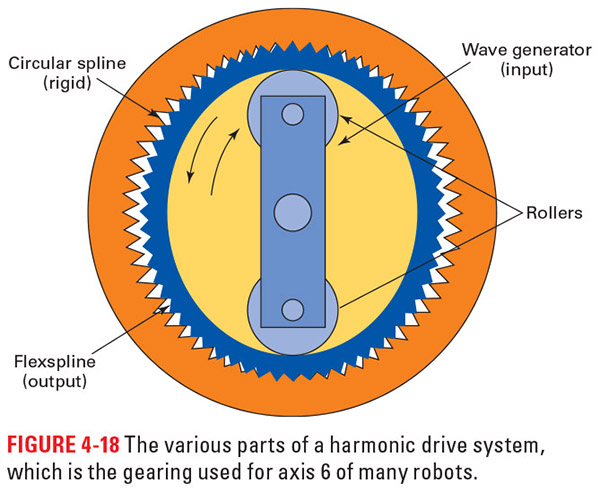 Circular spline
(rigid)
Wave generator
(input)
Rollers
Flexspline
(output)
FIGURE 4-18 The various parts of a harmonic drive system,
which is the gearing used for axis 6 of many robots.